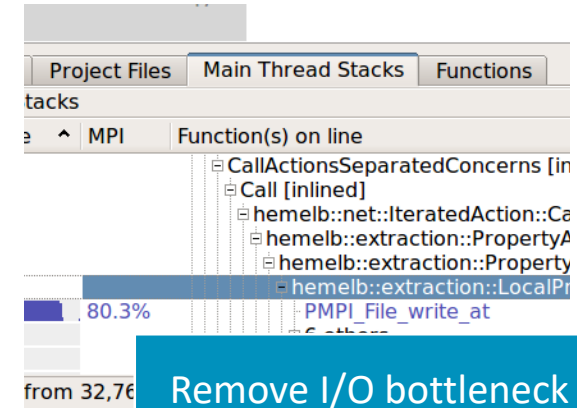 Project Files Main Thread Stacks Functions
tacks
e MPI Function(s) on line
CallActionsSeparatedConcerns [in
Call [inlined]
hemelb::net::IteratedAction::Ca
hemelb::extraction::PropertyA
hemelb::extraction::Property
hemelb::extraction::LocalPr
80.3% PMPI_File_write_at
6 others
from 32,76
Remove I/O bottleneck